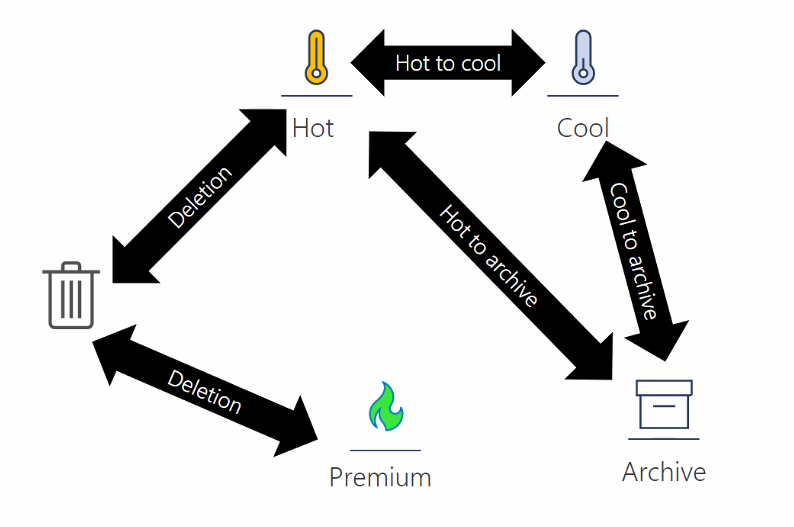 Hot to cool
Hot
Cool
Deletion
Hot to archive
Cool to archive
Deletion
Premium
Archive